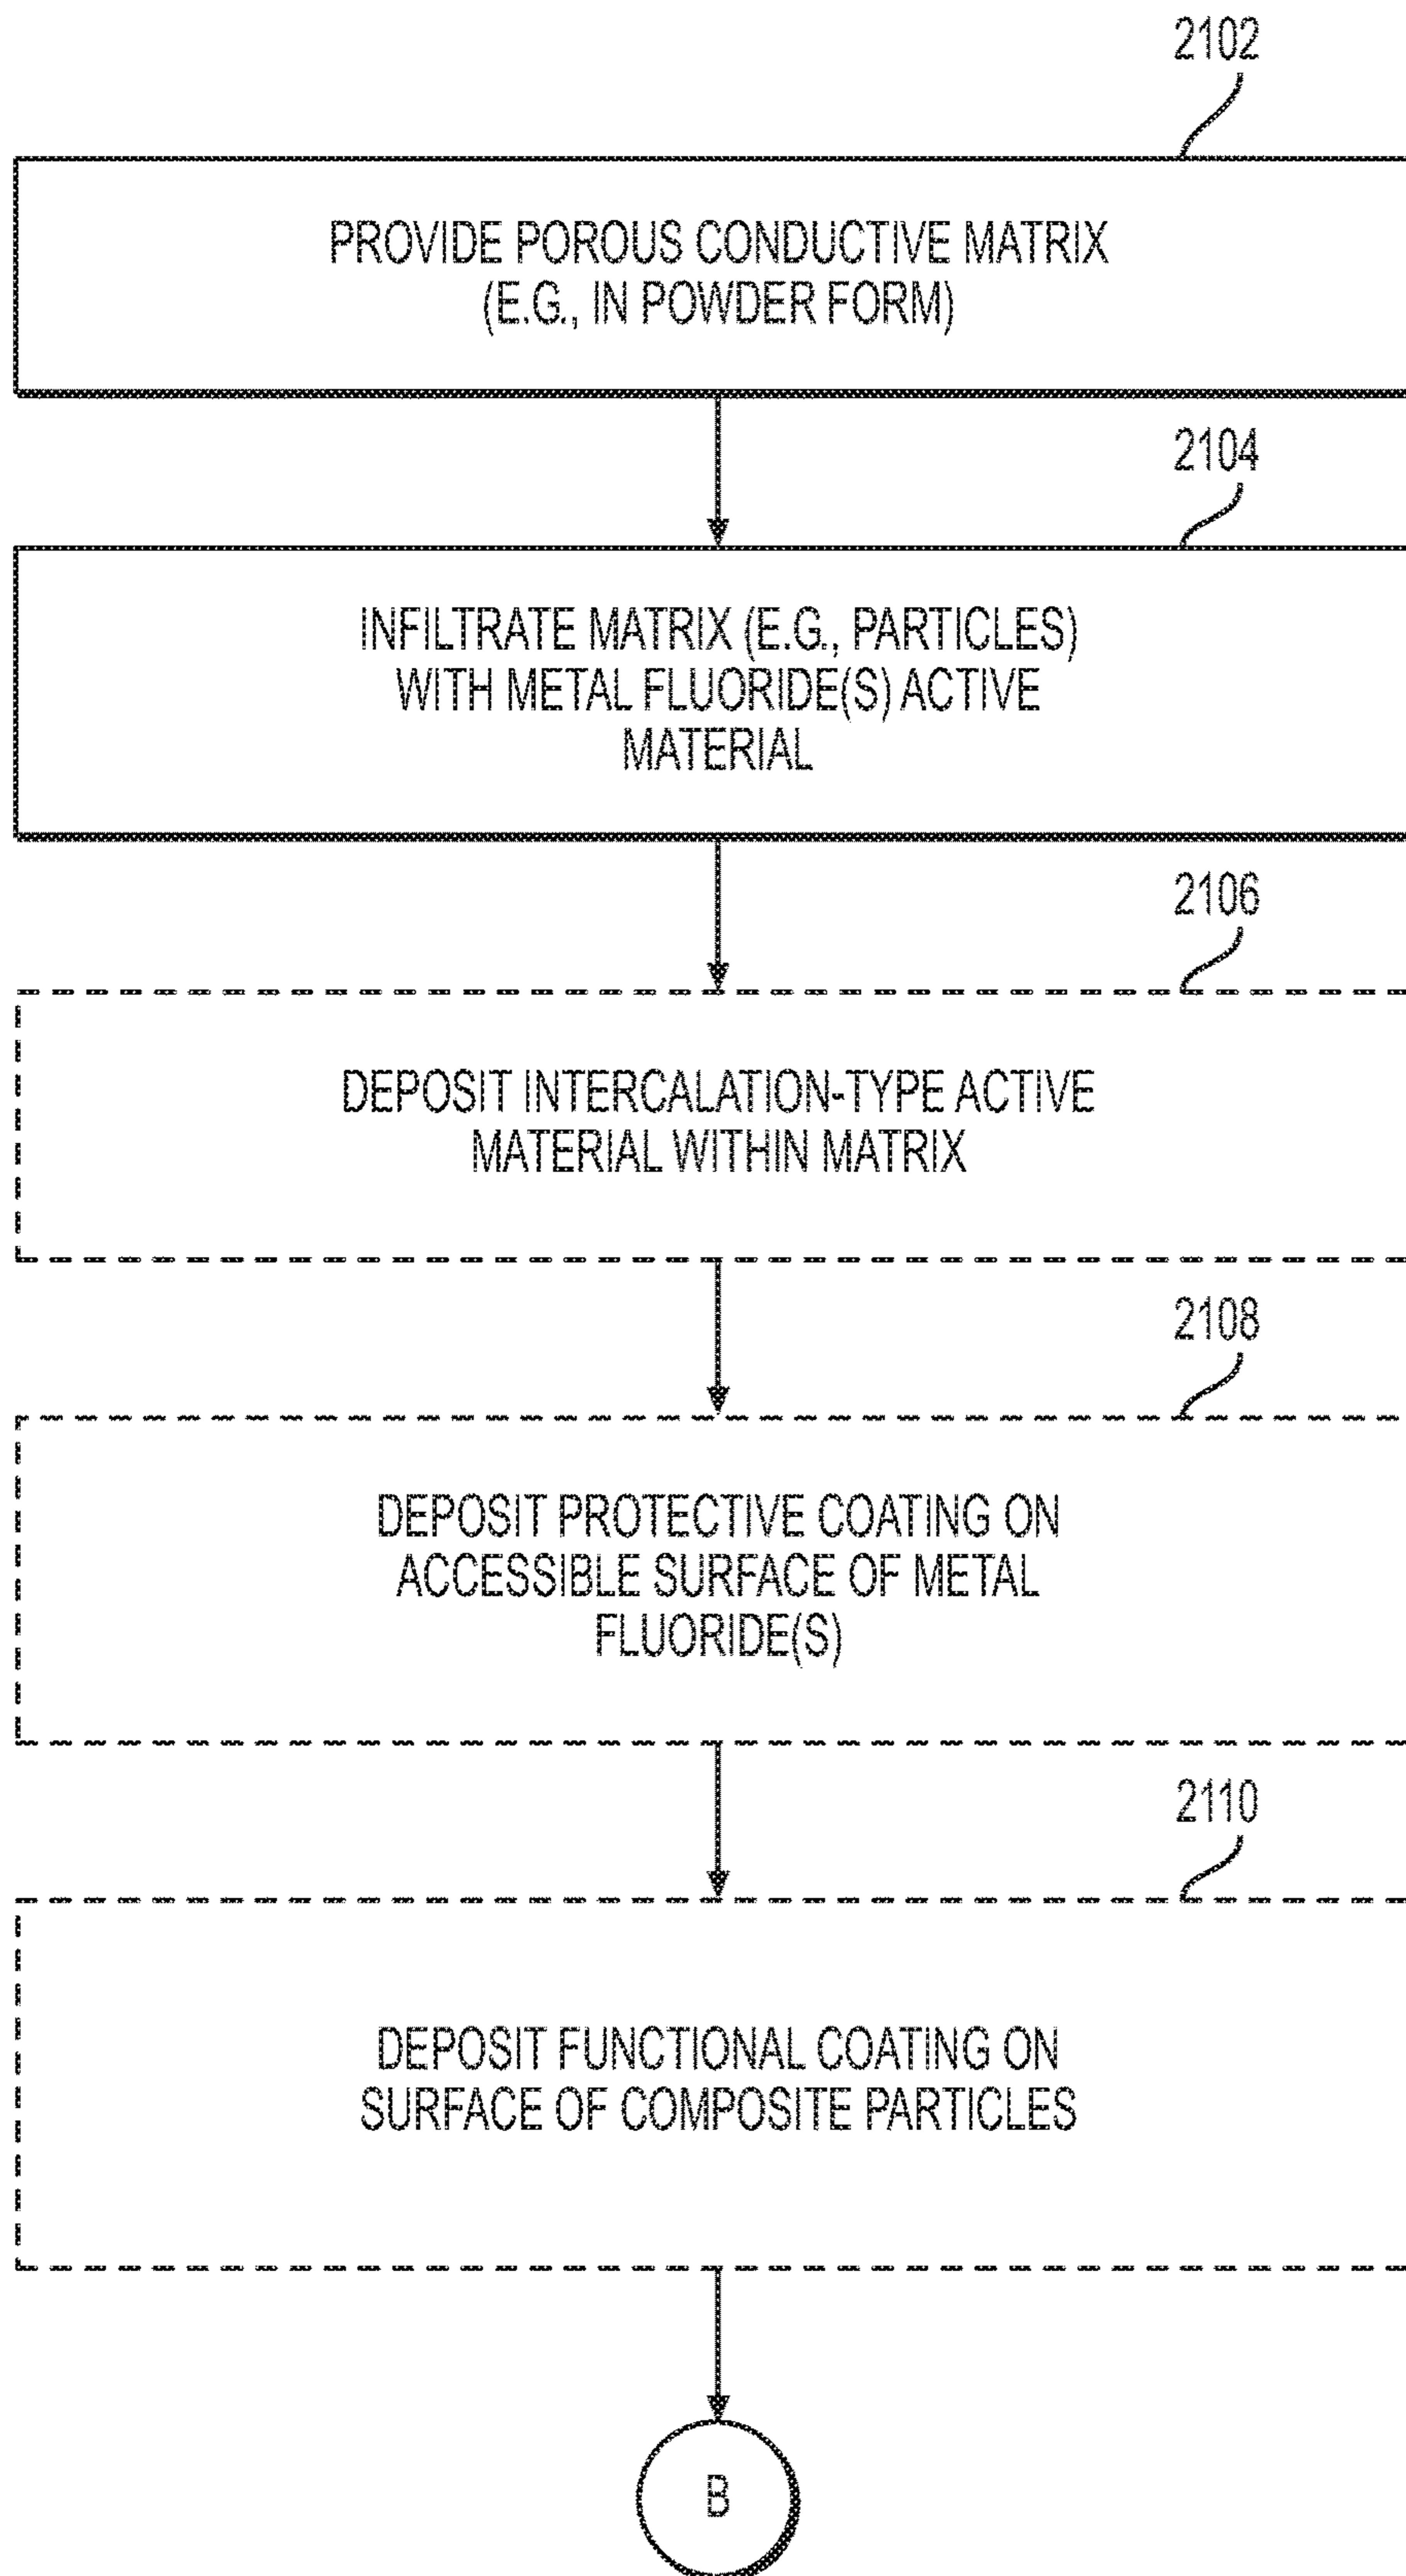 2102
PROVIDE POROUS CONDUCTIVE MATRIX
(E.G., IN POWDER FORM)
2104
INFILTRATE MATRIX (E.G., PARTICLES)
WITH METAL FLUORIDE(S) ACTIVE
MATERIAL
2106
DEPOSIT INTERCALATION-TYPE ACTIVE
MATERIAL WITHIN MATRIX
2108
DEPOSIT PROTECTIVE COATING ON
ACCESSIBLE SURFACE OF METAL
FLUORIDE(S)
2110
DEPOSIT FUNCTIONAL COATING ON
SURFACE OF COMPOSITE PARTICLES
B